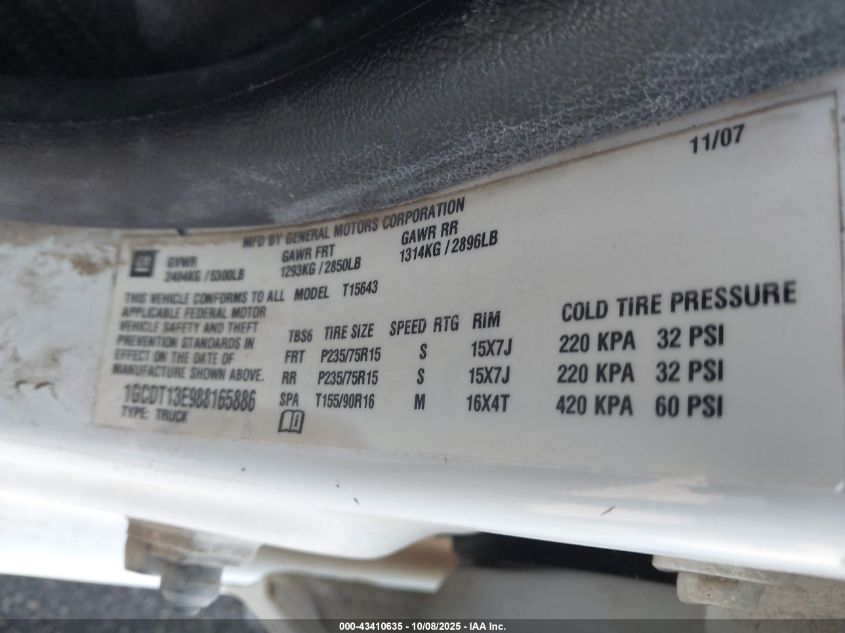 11/07
MFD BY GENERAL MOTORS CORPORATION
GM
GVWR GAWR FRT GAWR RR
2404KG / 5300LB 1293KG / 2850LB 1314KG / 2896LB
THIS VEHICLE CONFORMS TO ALL MODEL T15643
APPLICABLE FEDERAL MOTOR
VEHICLE SAFETY AND THEFT
PREVENTION STANDARDS IN
EFFECT ON THE DATE OF
MANUFACTURE SHOWN ABOVE.
1GCDT13E988165886
TYPE: TRUCK
TBS6 TIRE SIZE SPEED RTG RIM COLD TIRE PRESSURE
FRT P235/75R15 S 15X7J 220 KPA 32 PSI
RR P235/75R15 S 15X7J 220 KPA 32 PSI
SPA T155/90R16 M 16X4T 420 KPA 60 PSI
000-43410635 | 10/08/2025 - IAA Inc.